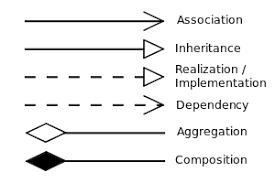 Association
Inheritance
Realization /
Implementation
Dependency
Aggregation
Composition